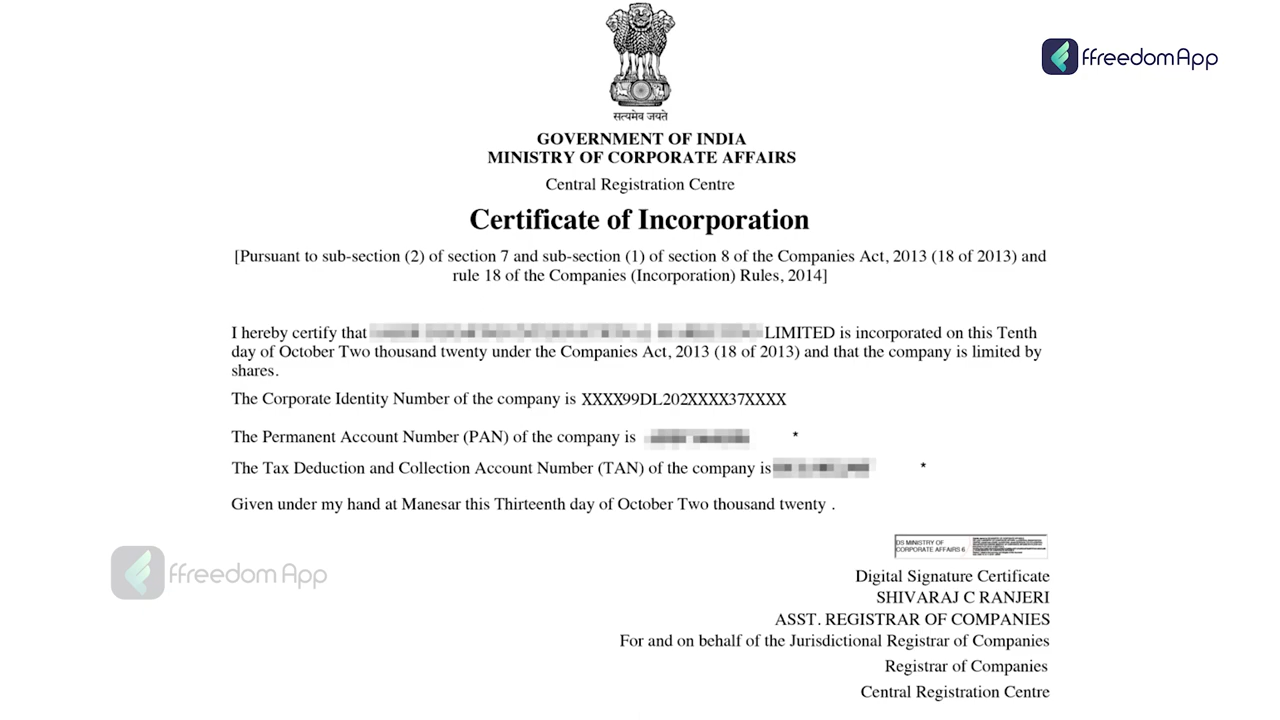 ffreedomApp
सत्यमेव जयते
GOVERNMENT OF INDIA
MINISTRY OF CORPORATE AFFAIRS
Central Registration Centre
Certificate of Incorporation
[Pursuant to sub-section (2) of section 7 and sub-section (1) of section 8 of the Companies Act, 2013 (18 of 2013) and
rule 18 of the Companies (Incorporation) Rules, 2014]
I hereby certify that LIMITED is incorporated on this Tenth
day of October Two thousand twenty under the Companies Act, 2013 (18 of 2013) and that the company is limited by
shares.
The Corporate Identity Number of the company is XXXX99DL202XXXX37XXXX
The Permanent Account Number (PAN) of the company is *
The Tax Deduction and Collection Account Number (TAN) of the company is *
Given under my hand at Manesar this Thirteenth day of October Two thousand twenty .
DS MINISTRY OF
CORPORATE AFFAIRS 6
ffreedom App
Digital Signature Certificate
SHIVARAJ C RANJERI
ASST. REGISTRAR OF COMPANIES
For and on behalf of the Jurisdictional Registrar of Companies
Registrar of Companies
Central Registration Centre